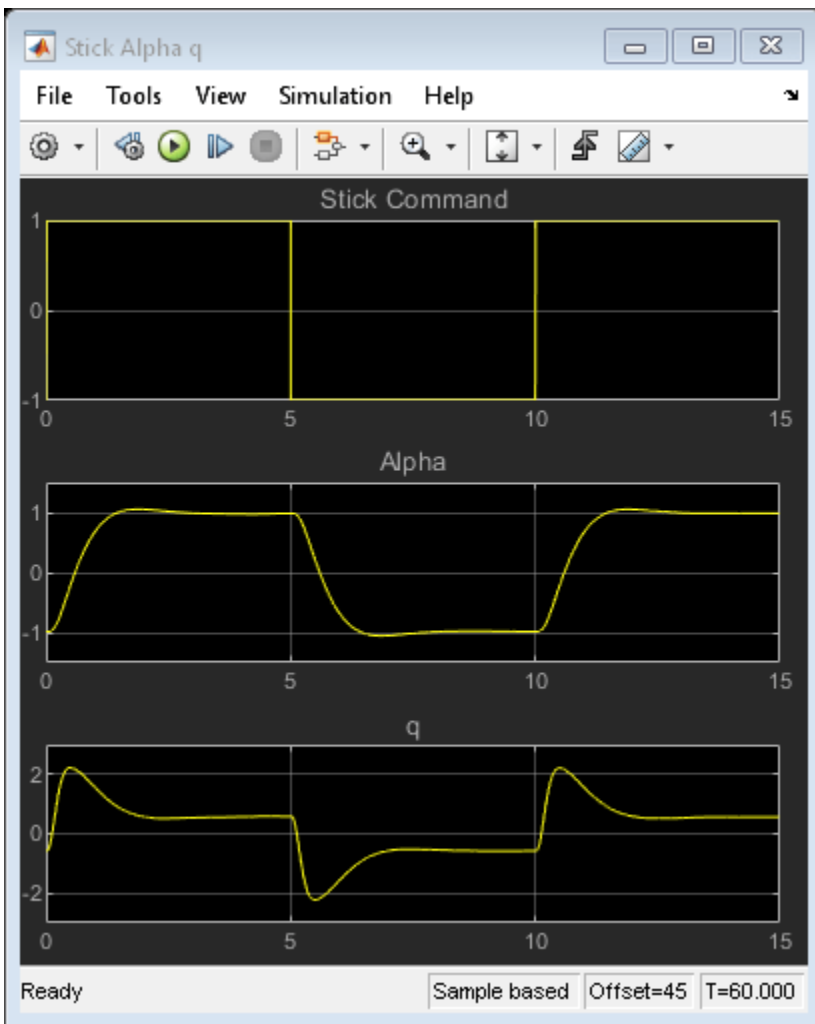 Stick Alpha q
File Tools View Simulation Help
Stick Command
1
0
-1
0 5 10 15
Alpha
1
0
-1
0 5 10 15
q
2
0
-2
0 5 10 15
Ready Sample based Offset=45 T=60.000